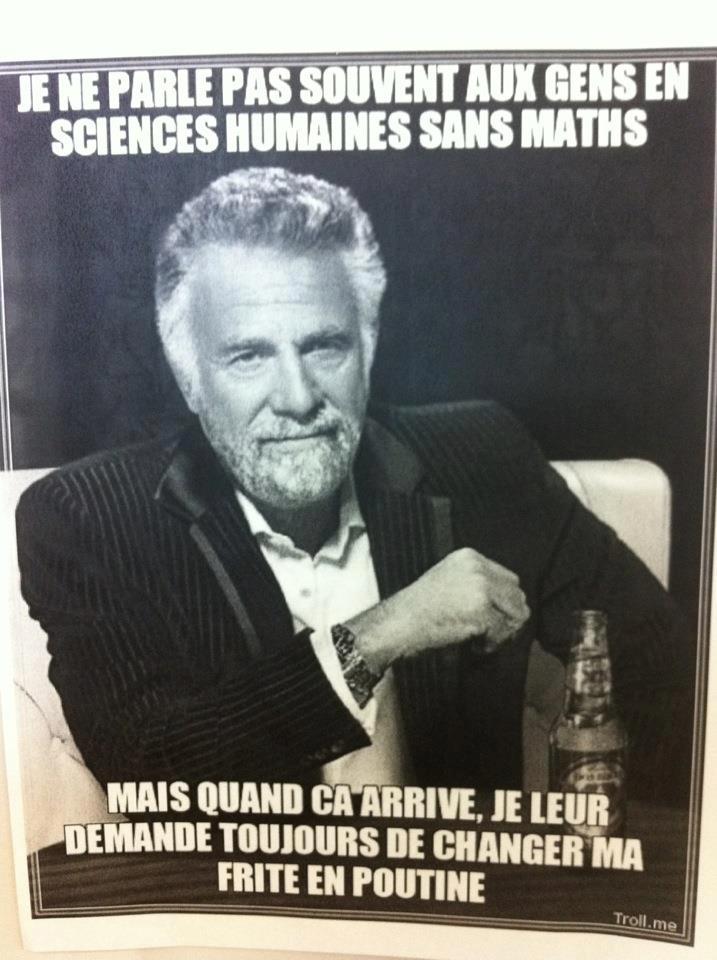 JE NE PARLE PAS SOUVENT AUX GENS EN
SCIENCES HUMAINES SANS MATHS
MAIS QUAND CA ARRIVE, JE LEUR
DEMANDE TOUJOURS DE CHANGER MA
FRITE EN POUTINE
Troll.me